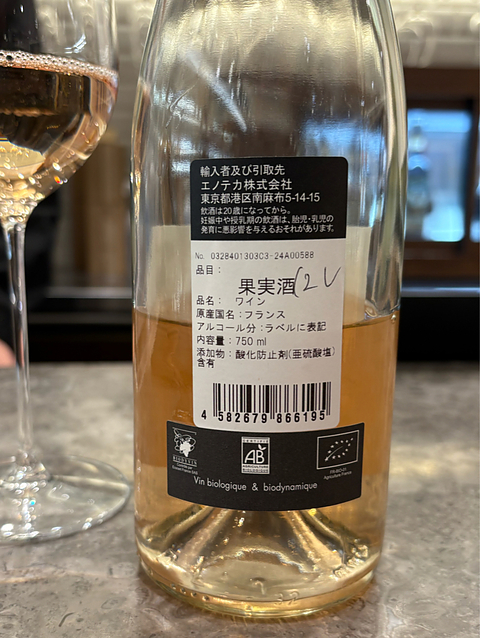 輸入者及び引取先
エノテカ株式会社
東京都港区南麻布5-14-15
飲酒は20歳になってから。
妊娠中や授乳期の飲酒は、胎児・乳児の
発育に悪影響を与えるおそれがあります。
No. 0328401303C3-24A00588
品目：
果実酒
品名： ワイン
原産国名：フランス
アルコール分：ラベルに表記
内容量：750 ml
添加物：酸化防止剤(亜硫酸塩)
含有
4 582679 866195
BIODYVIN
CERTIFIÉ
AB
AGRICULTURE
BIOLOGIQUE
FR-BIO-01
Agriculture France
Vin biologique & biodynamique